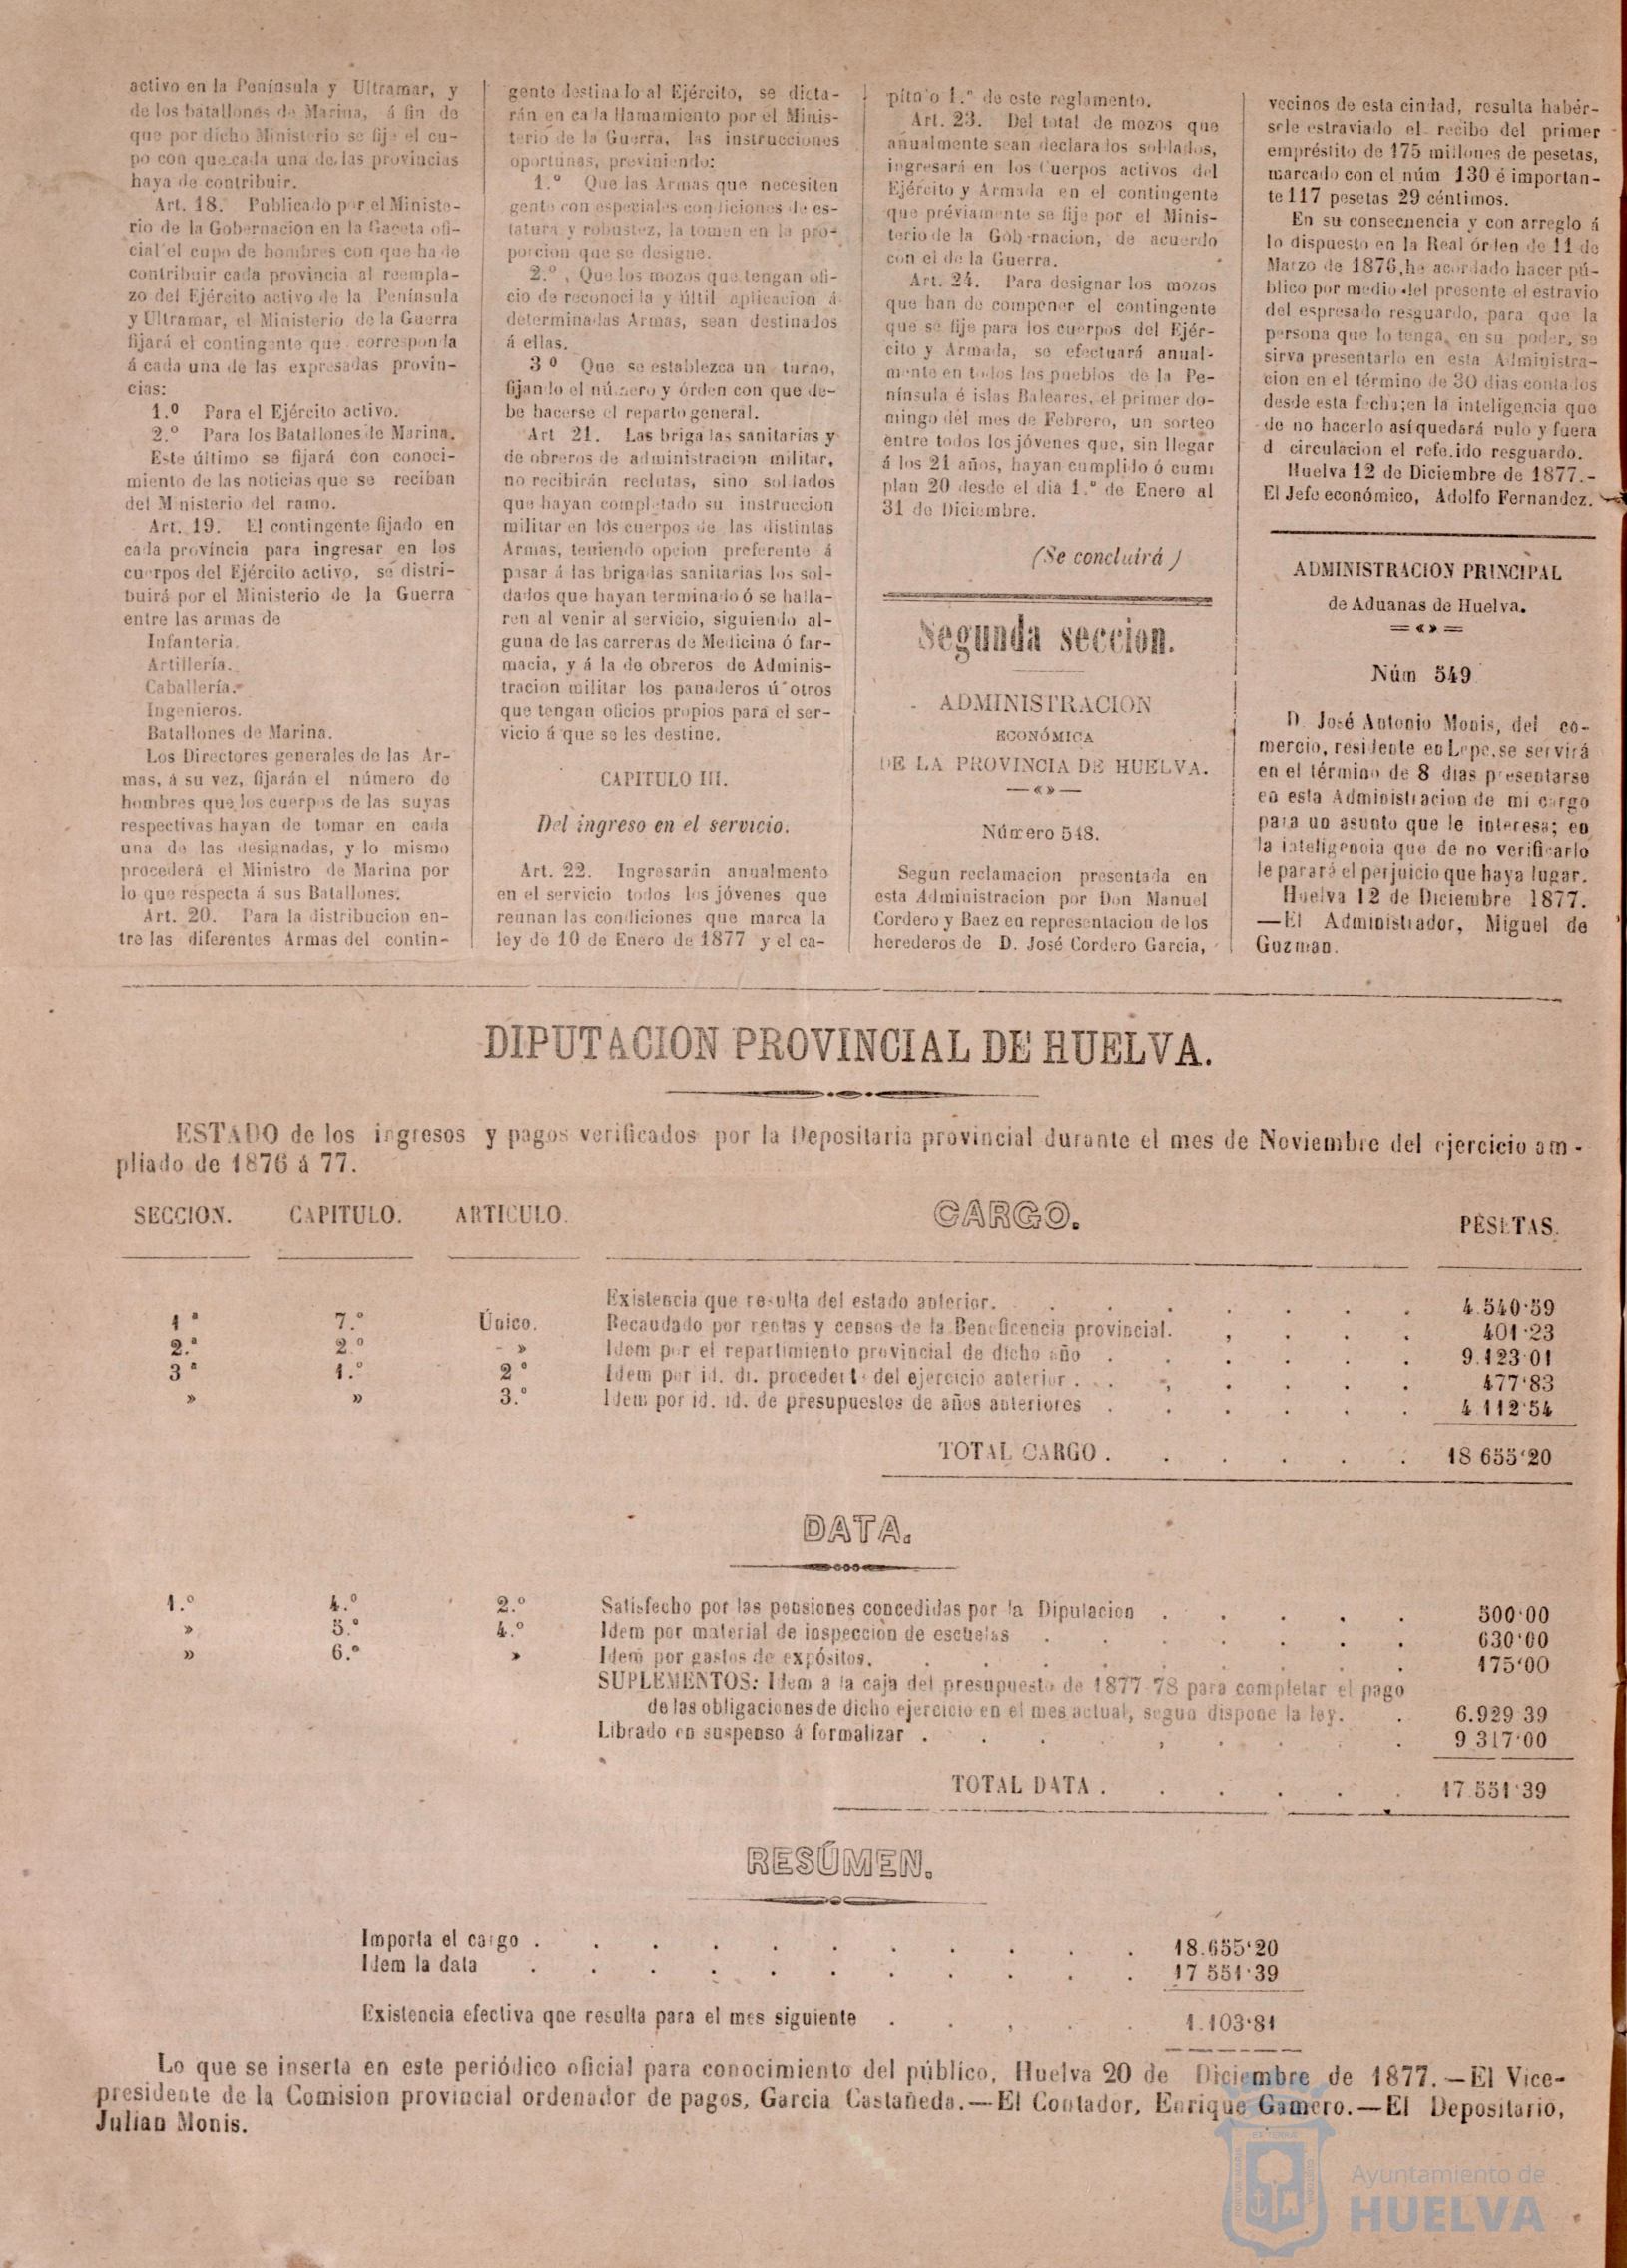 activo en la Península y Ultramar, y
de los batallones de Marina, á fin de
que por dicho Ministerio se fije el cu-
po con que cada una de las provincias
haya de contribuir.
Art. 18. Publicado por el Ministe-
rio de la Gobernacion en la Gaceta ofi-
cial el cupo de hombres con que ha de
contribuir cada provincia al reempla-
zo del Ejército activo de la Península
y Ultramar, el Ministerio de la Guerra
fijará el contingente que corresponda
á cada una de las expresadas provin-
cias:
1.º Para el Ejército activo.
2.º Para los Batallones de Marina.
Este último se fijará con conoci-
miento de las noticias que se reciban
del Ministerio del ramo.
Art. 19. El contingente fijado en
cada provincia para ingresar en los
cuerpos del Ejército activo, se distri-
buirá por el Ministerio de la Guerra
entre las armas de
Infantería.
Artillería.
Caballería.
Ingenieros.
Batallones de Marina.
Los Directores generales de las Ar-
mas, á su vez, fijarán el número de
hombres que los cuerpos de las suyas
respectivas hayan de tomar en cada
una de las designadas, y lo mismo
procederá el Ministro de Marina por
lo que respecta á sus Batallones.
Art. 20. Para la distribucion en-
tre las diferentes Armas del contin-
gente destinalo al Ejército, se dicta-
rán en cada llamamiento por el Minis-
terio de la Guerra, las instrucciones
oportunas, previniendo:
1.º Que las Armas que necesiten
gente con especiales condiciones de es-
tatura y robustez, la tomen en la pro-
porcion que se designe.
2.º , Que los mozos que tengan ofi-
cio de reconocida y últil aplicacion á
determinadas Armas, sean destinados
á ellas.
3º Que se establezca un turno,
fijando el número y órden con que de-
be hacerse el reparto general.
Art 21. Las brigadas sanitarias y
de obreros de administracion militar,
no recibirán reclutas, sino soldados
que hayan completado su instruccion
militar en los cuerpos de las distintas
Armas, teniendo opcion preferente á
pasar á las brigadas sanitarias los sol-
dados que hayan terminado ó se halla-
ren al venir al servicio, siguiendo al-
guna de las carreras de Medicina ó far-
macia, y á la de obreros de Adminis-
tracion militar los panaderos ú otros
que tengan oficios propios para el ser-
vicio á que se les destine.
CAPITULO III.
Del ingreso en el servicio.
Art. 22. Ingresarán anualmente
en el servicio todos los jóvenes que
reunan las condiciones que marca la
ley de 10 de Enero de 1877 y el ca-
pítulo 1.º de este reglamento.
Art. 23. Del total de mozos que
anualmente sean declarados soldados,
ingresará en los Cuerpos activos del
Ejército y Armada en el contingente
que préviamente se fije por el Minis-
terio de la Gobernacion, de acuerdo
con el de la Guerra.
Art. 24. Para designar los mozos
que han de componer el contingente
que se fije para los cuerpos del Ejér-
cito y Armada, se efectuará anual-
mente en todos los pueblos de la Pe-
nínsula é islas Baleares, el primer do-
mingo del mes de Febrero, un sorteo
entre todos los jóvenes que, sin llegar
á los 21 años, hayan cumplido ó cum
plan 20 desde el dia 1.º de Enero al
31 de Diciembre.
(Se concluirá )
Segunda seccion.
ADMINISTRACION
ECONÓMICA
DE LA PROVINCIA DE HUELVA.
—«»—
Número 548.
Segun reclamacion presentada en
esta Administracion por Don Manuel
Cordero y Baez en representacion de los
herederos de D. José Cordero Garcia,
vecinos de esta ciudad, resulta habér-
sele estraviado el recibo del primer
empréstito de 175 millones de pesetas,
marcado con el núm 130 é importan-
te 117 pesetas 29 céntimos.
En su consecuencia y con arreglo á
lo dispuesto en la Real órden de 11 de
Marzo de 1876, he acordado hacer pú-
blico por medio del presente el estravio
del espresado resguardo, para que la
persona que lo tenga, en su poder, se
sirva presentarlo en esta Administra-
cion en el término de 30 dias contados
desde esta fecha; en la inteligencia que
de no hacerlo así quedará nulo y fuera
d circulacion el refe.ido resguardo.
Huelva 12 de Diciembre de 1877.-
El Jefe económico, Adolfo Fernandez.
ADMINISTRACION PRINCIPAL
de Aduanas de Huelva.
=«»=
Núm 549
D. José Antonio Monis, del co-
mercio, residente en Lepe, se servirá
en el término de 8 dias presentarse
en esta Administracion de mi cargo
para un asunto que le interesa; en
la inteligencia que de no verificarlo
le parará el perjuicio que haya lugar.
Huelva 12 de Diciembre 1877.
—El Administrador, Miguel de
Guzman.
DIPUTACION PROVINCIAL DE HUELVA.
ESTADO de los ingresos y pagos verificados por la Depositaria provincial durante el mes de Noviembre del ejercicio am-
pliado de 1876 á 77.
SECCION. CAPITULO. ARTICULO. CARGO. PESETAS.
Existencia que resulta del estado anterior. . . . . . . . 4.540·59
1ª 7.º Único. Recaudado por rentas y censos de la Beneficencia provincial. , . . . 401·23
2.ª 2.º » Idem por el repartimiento provincial de dicho año . . . . . . 9.123·01
3ª 1.º 2º Idem por id. di. procedente del ejercicio anterior . . . . . . 477'83
» » 3.º Idem por id. id. de presupuestos de años anteriores . . . . . . 4.112·54
TOTAL CARGO . . . . . . 18 655'20
DATA.
1.º 4.º 2.º Satisfecho por las pensiones concedidas por la Diputacion . . . . . 500·00
» 5.º 4.º Idem por material de inspeccion de escuelas . . . . . . . 630·00
» 6.º » Idem por gastos de expósitos. . . . . . . . . . 175'00
SUPLEMENTOS: Idem a la caja del presupuesto de 1877-78 para completar el pago
de las obligaciones de dicho ejercicio en el mes actual, segun dispone la ley. . 6.929 39
Librado en suspenso á formalizar . . . . , . . . . 9 317·00
TOTAL DATA . . . . . . 17 551·39
RESÚMEN.
Importa el cargo . . . . . . . . . . . 18.655'20
Idem la data . . . . . . . . . . . 17 551·39
Existencia efectiva que resulta para el mes siguiente . . , . . 1.103·81
Lo que se inserta en este periódico oficial para conocimiento del público, Huelva 20 de Diciembre de 1877.—El Vice-
presidente de la Comision provincial ordenador de pagos, Garcia Castañeda.—El Contador, Enrique Gamero.—El Depositario,
Julian Monis.
Ayuntamiento de
HUELVA